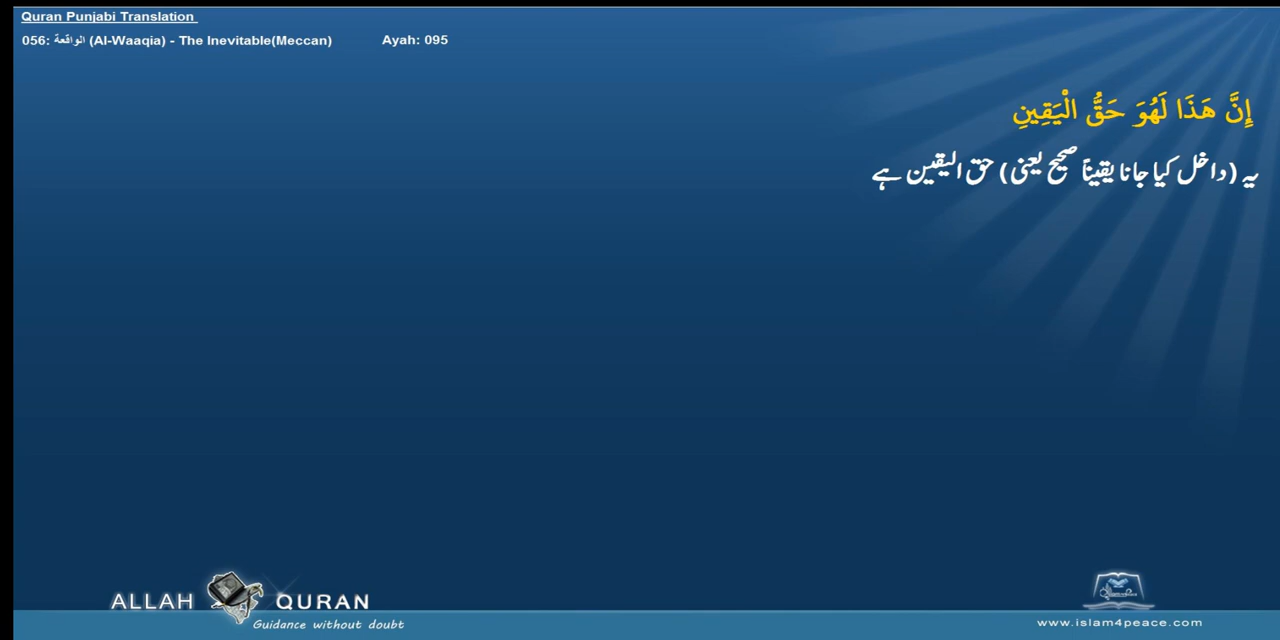 Quran Punjabi Translation
056: الواقعة (Al-Waaqia) - The Inevitable(Meccan) Ayah: 095
إِنَّ هَذَا لَهُوَ حَقُّ الْيَقِينِ
یہ (داخل کیا جانا یقیناً صحیح یعنی) حق الیقین ہے
ALLAH QURAN
Guidance without doubt
www.islam4peace.com